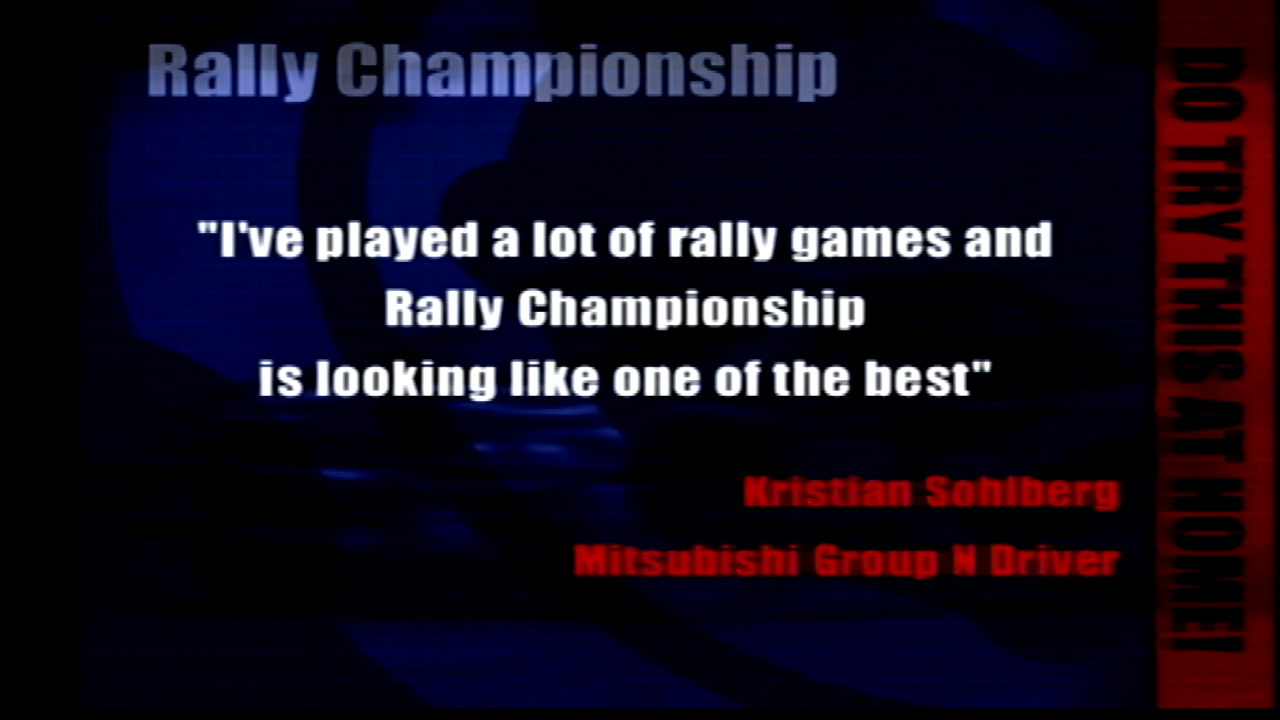 Rally Championship
"I've played a lot of rally games and
Rally Championship
is looking like one of the best"
Kristian Sohlberg
Mitsubishi Group N Driver
DO TRY THIS AT HOME!